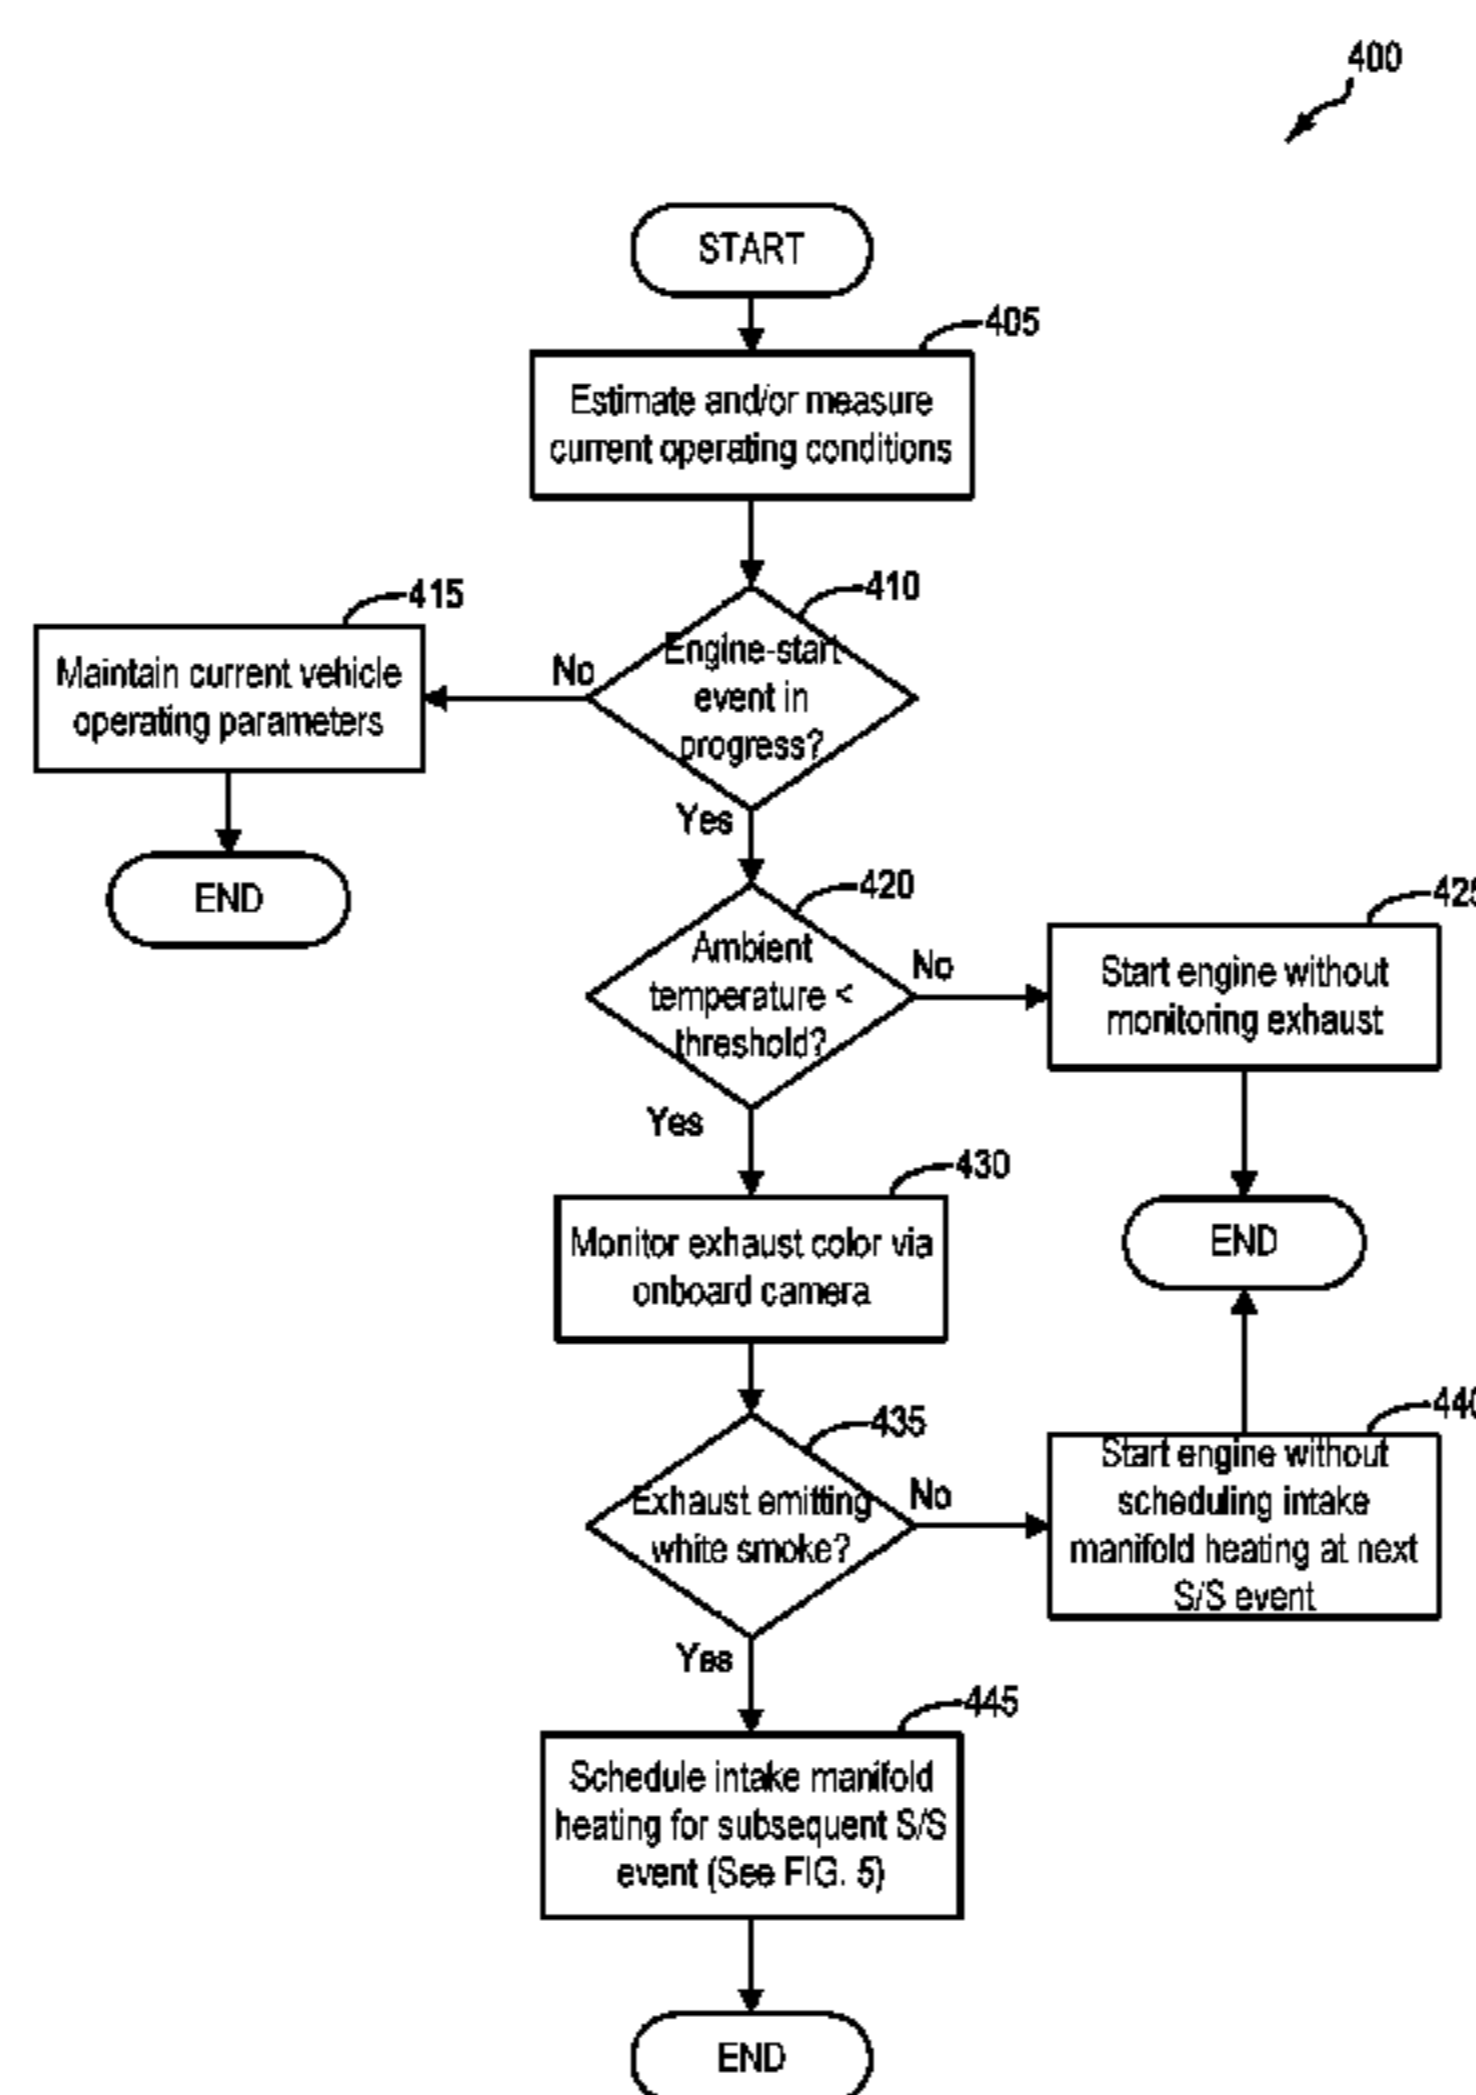 400
START
405
Estimate and/or measure
current operating conditions
410
Engine-start
event in
progress?
No
415
Maintain current vehicle
operating parameters
END
Yes
420
Ambient
temperature <
threshold?
No
425
Start engine without
monitoring exhaust
END
Yes
430
Monitor exhaust color via
onboard camera
435
Exhaust emitting
white smoke?
No
440
Start engine without
scheduling intake
manifold heating at next
S/S event
Yes
445
Schedule intake manifold
heating for subsequent S/S
event (See FIG. 5)
END